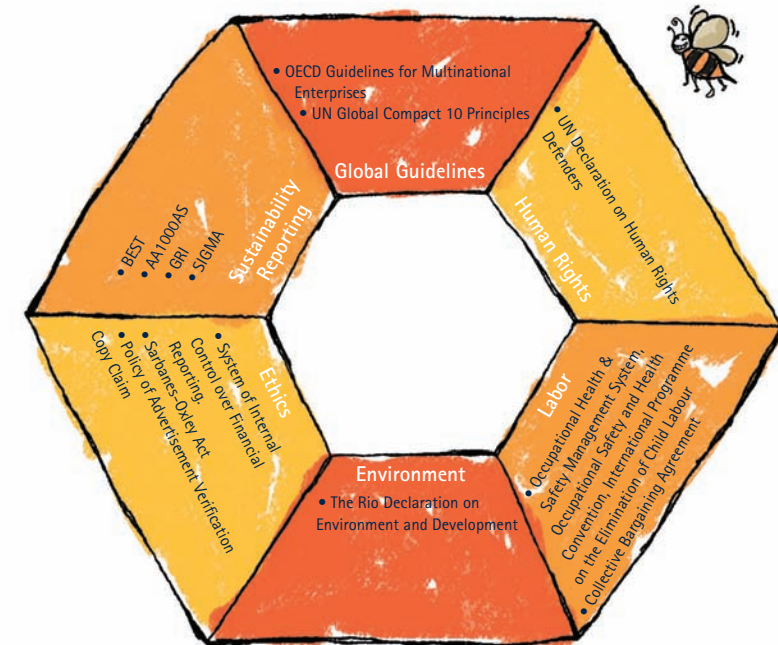 • OECD Guidelines for Multinational
Enterprises
• UN Global Compact 10 Principles
Global Guidelines
• UN Declaration on Human Rights
Defenders
Human Rights
Labor
• Occupational Health &
Safety Management System,
Occupational Safety and Health
Convention, International Programme
on the Elimination of Child Labour
• Collective Bargaining Agreement
Environment
• The Rio Declaration on
Environment and Development
Ethics
• System of Internal
Control over Financial
Reporting.
• Sarbanes-Oxley Act
• Policy of Advertisement Verification
Copy Claim
Sustainability
Reporting
• BEST
• AA1000AS
• GRI
• SIGMA